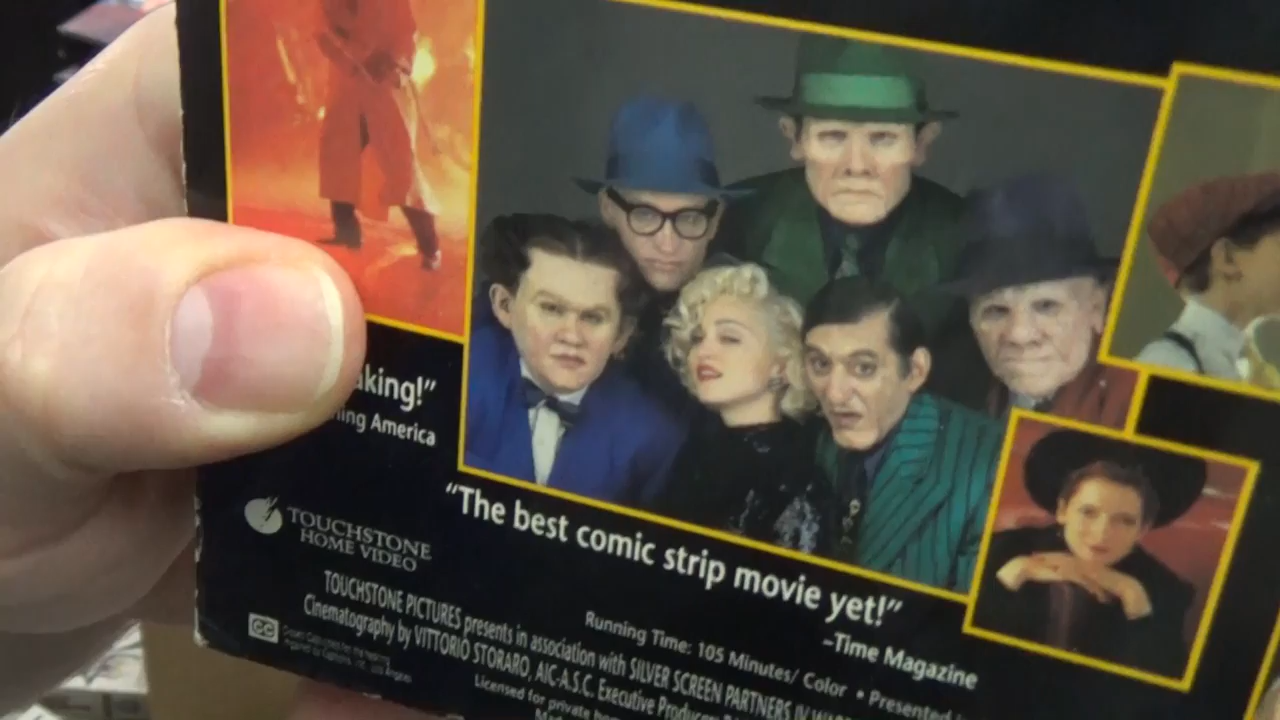 aking!"
ning America
"The best comic strip movie yet!"
–Time Magazine
TOUCHSTONE
HOME VIDEO
Running Time: 105 Minutes/ Color • Presented
TOUCHSTONE PICTURES presents in association with SILVER SCREEN PARTNERS IV
Cinematography by VITTORIO STORARO, AIC-A.S.C. Executive
CC
Licensed for private